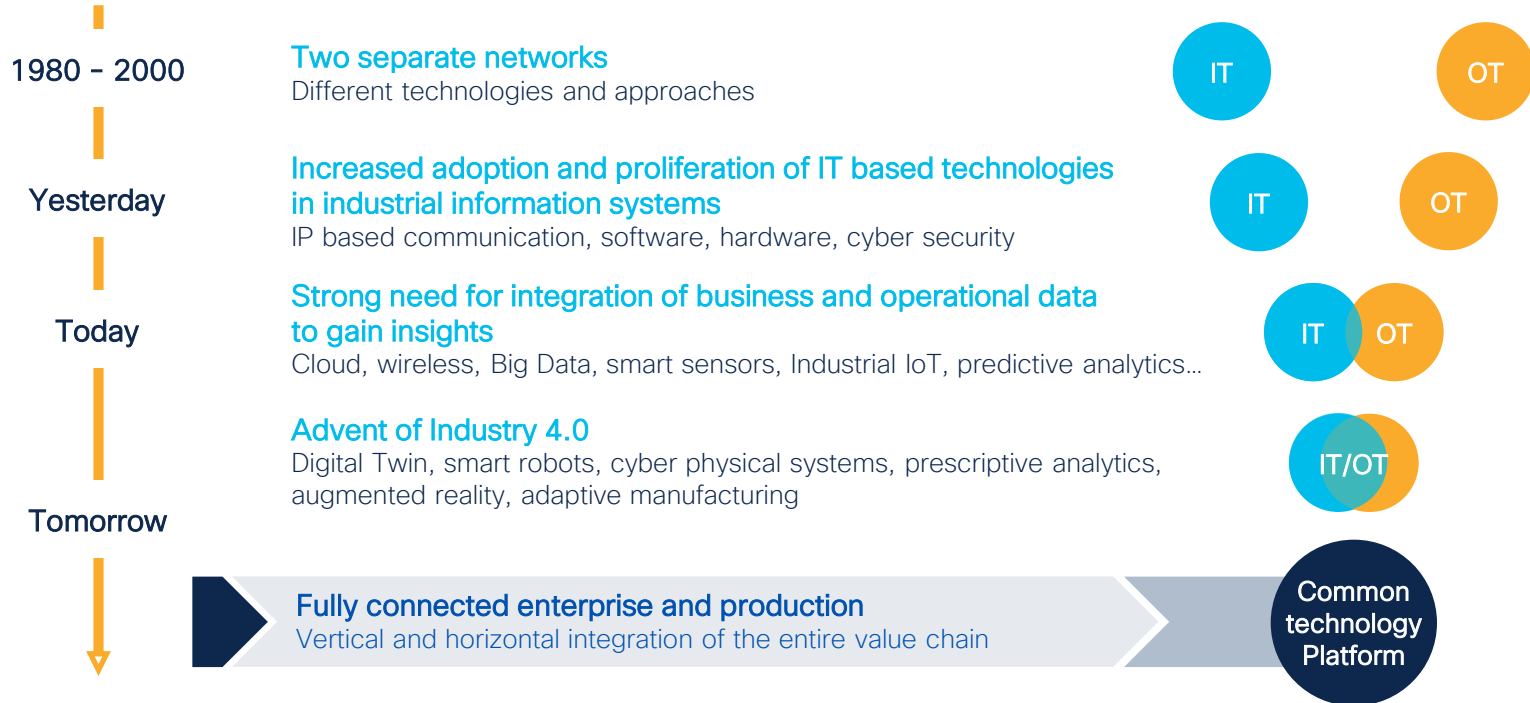 1980 - 2000
Two separate networks
Different technologies and approaches
IT
OT
Yesterday
Increased adoption and proliferation of IT based technologies
in industrial information systems
IP based communication, software, hardware, cyber security
IT
OT
Today
Strong need for integration of business and operational data
to gain insights
Cloud, wireless, Big Data, smart sensors, Industrial IoT, predictive analytics...
IT
OT
Advent of Industry 4.0
Digital Twin, smart robots, cyber physical systems, prescriptive analytics,
augmented reality, adaptive manufacturing
IT/OT
Tomorrow
Fully connected enterprise and production
Vertical and horizontal integration of the entire value chain
Common
technology
Platform